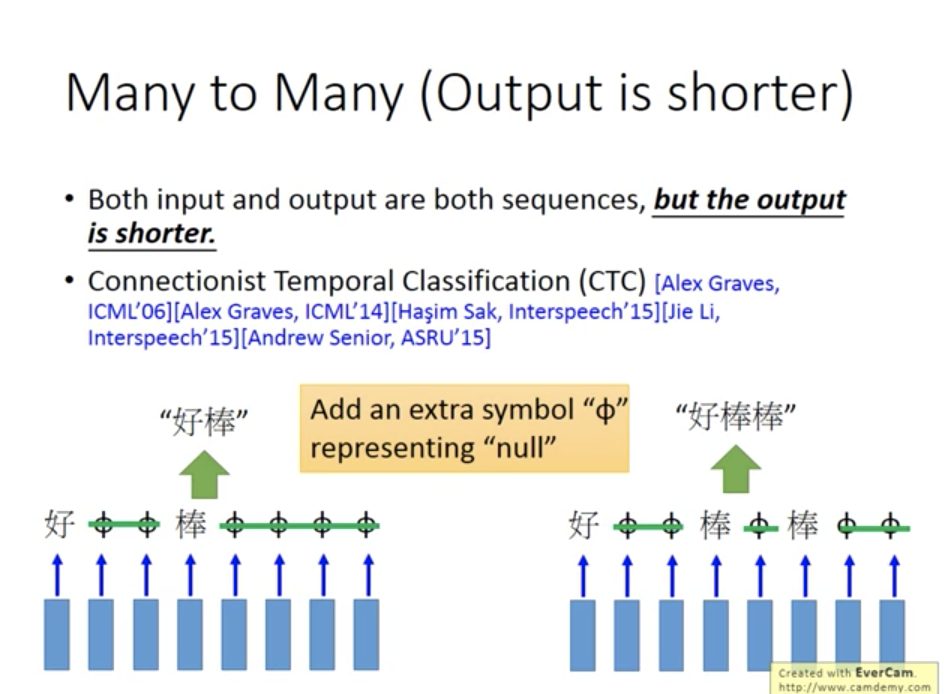 Many to Many (Output is shorter)
• Both input and output are both sequences, but the output
is shorter.
• Connectionist Temporal Classification (CTC) [Alex Graves,
ICML’06][Alex Graves, ICML’14][Haşim Sak, Interspeech’15][Jie Li,
Interspeech’15][Andrew Senior, ASRU’15]
“好棒”
Add an extra symbol “ϕ”
representing “null”
“好棒棒”
好 ϕ ϕ 棒 ϕ ϕ ϕ ϕ
好 ϕ ϕ 棒 ϕ 棒 ϕ ϕ
Created with EverCam.
http://www.camdemy.com